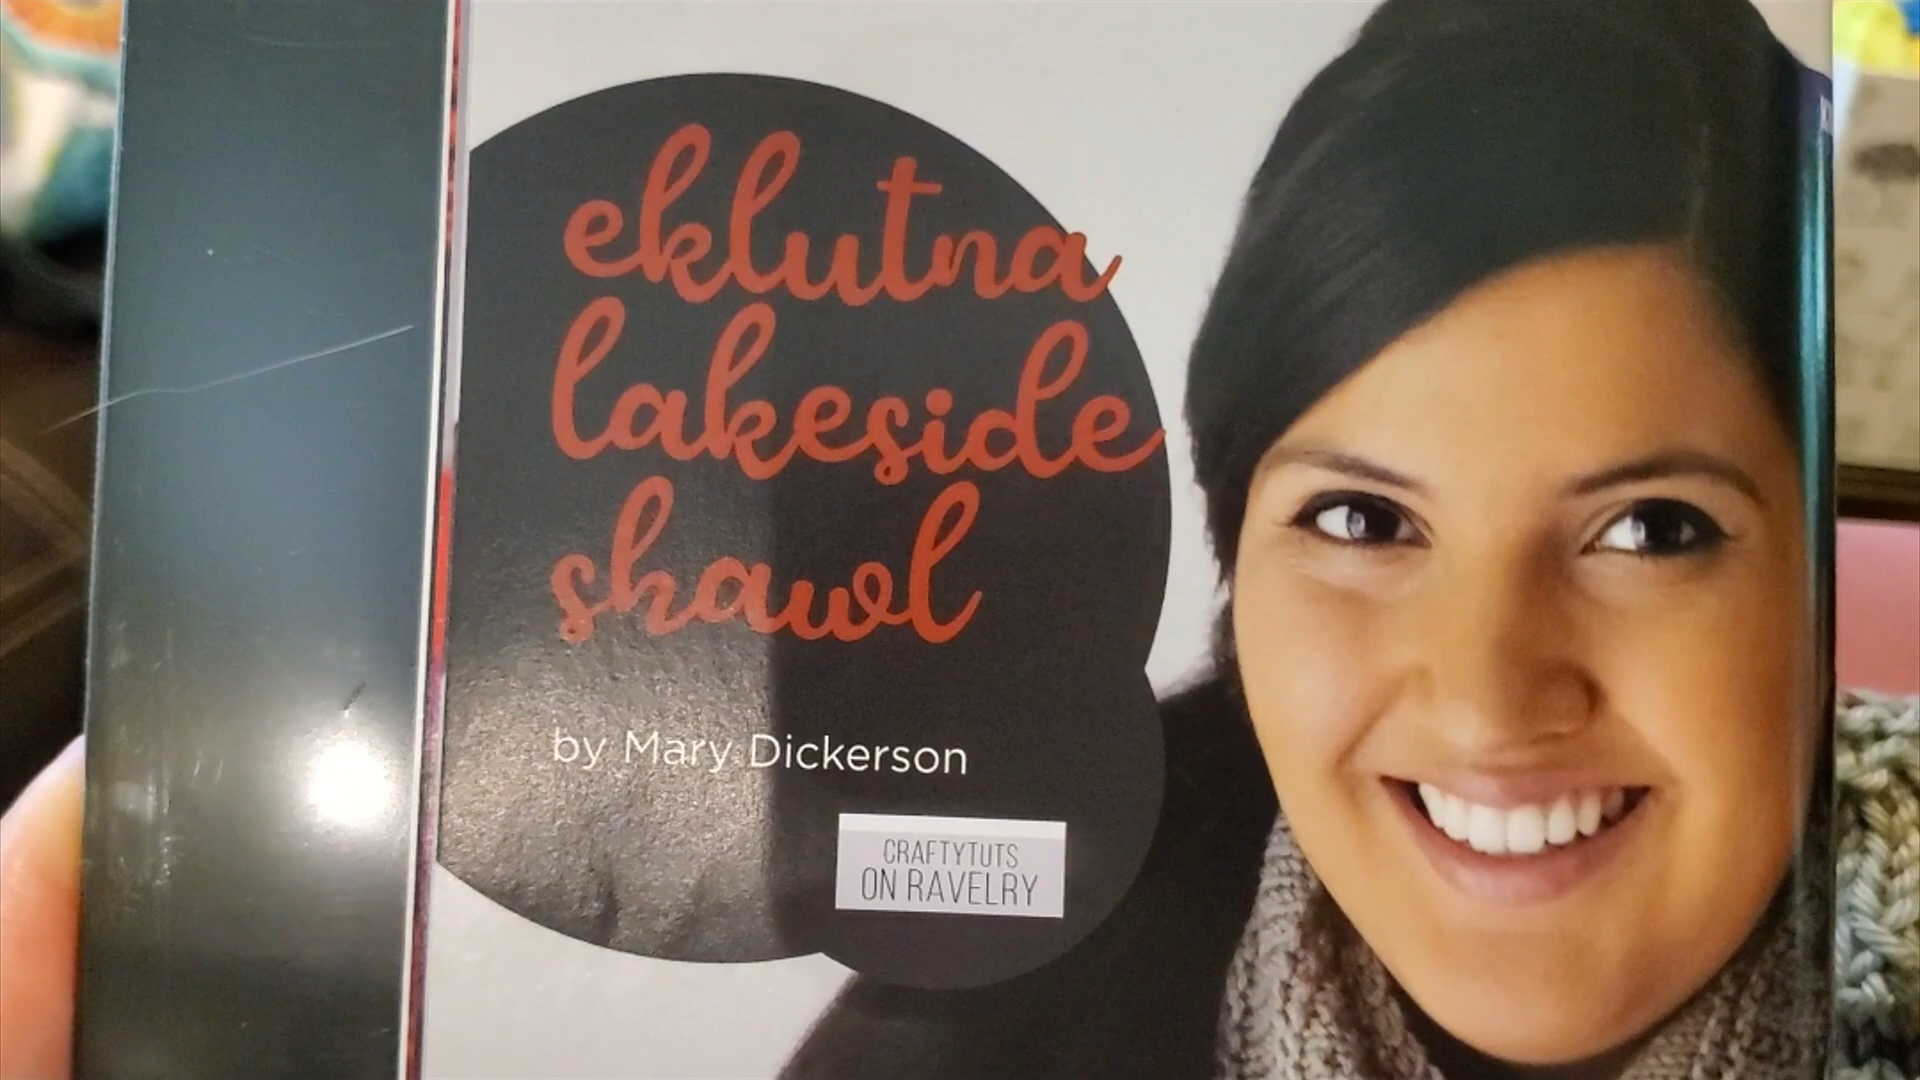 eklutna
lakeside
shawl
by Mary Dickerson
CRAFTYTUTS
ON RAVELRY